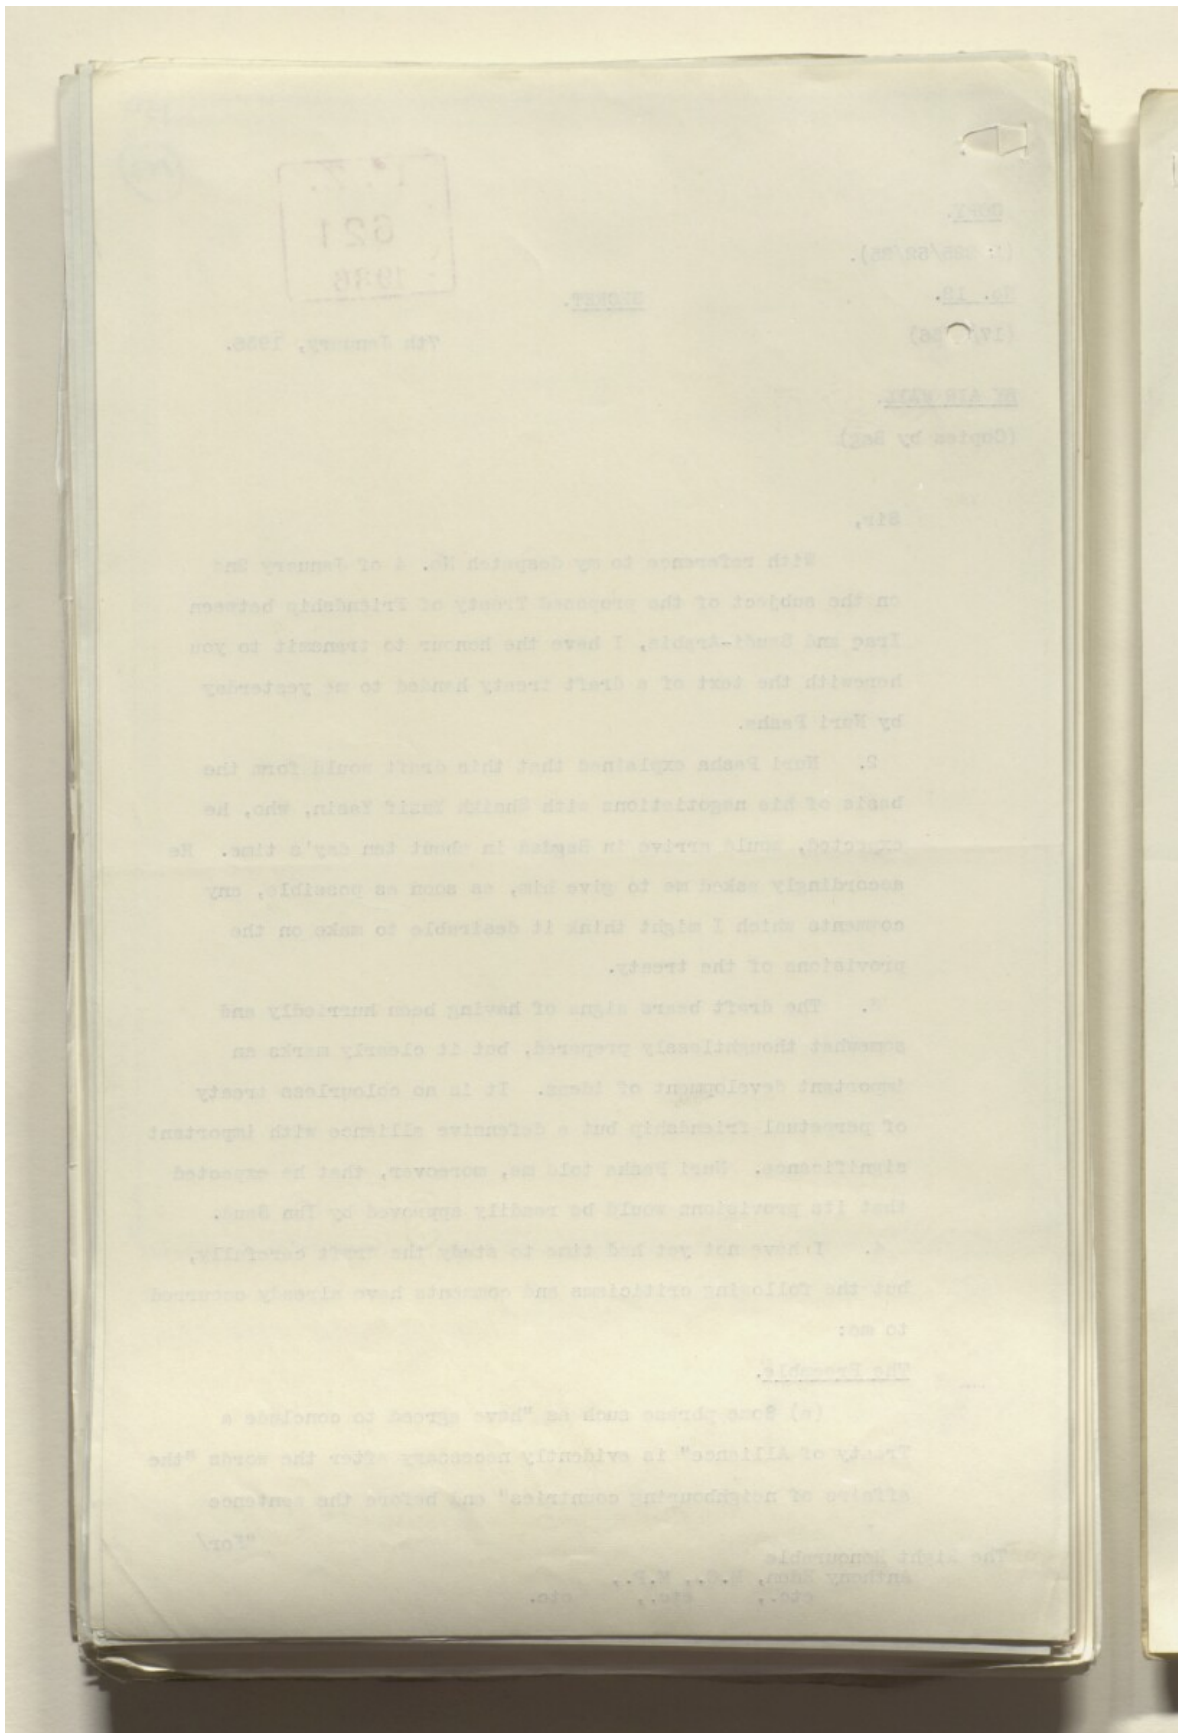 P.Z.
621
1936
COPY.
No. 12.
SECRET.
7th January, 1936.
BY AIR MAIL.
(Copies by Bag)
Sir,
With reference to my despatch No. 4 of January 2nd
on the subject of the proposed Treaty of Friendship between
Iraq and Saudi-Arabia, I have the honour to transmit to you
herewith the text of a draft treaty handed to me yesterday
by Nuri Pasha.
2. Nuri Pasha explained that this draft would form the
basis of his negotiations with Shaikh Yusuf Yasin, who, he
expected, would arrive in Bagdad in about ten day's time. He
accordingly asked me to give him, as soon as possible, any
comments which I might think it desirable to make on the
provisions of the treaty.
3. The draft bears signs of having been hurriedly and
somewhat thoughtlessly prepared, but it clearly marks an
important development of ideas. It is no colourless treaty
of perpetual friendship but a defensive alliance with important
significance. Nuri Pasha told me, moreover, that he expected
that its provisions would be readily approved by Ibn Saud.
4. I have not yet had time to study the draft carefully,
but the following criticisms and comments have already occurred
to me:
The Preamble.
(a) Some phrase such as "have agreed to conclude a
Treaty of Alliance" is evidently necessary after the words "the
affairs of neighbouring countries" and before the sentence
"for/
The Right Honourable
Anthony Eden, M.C., M.P.,
etc., etc., etc.